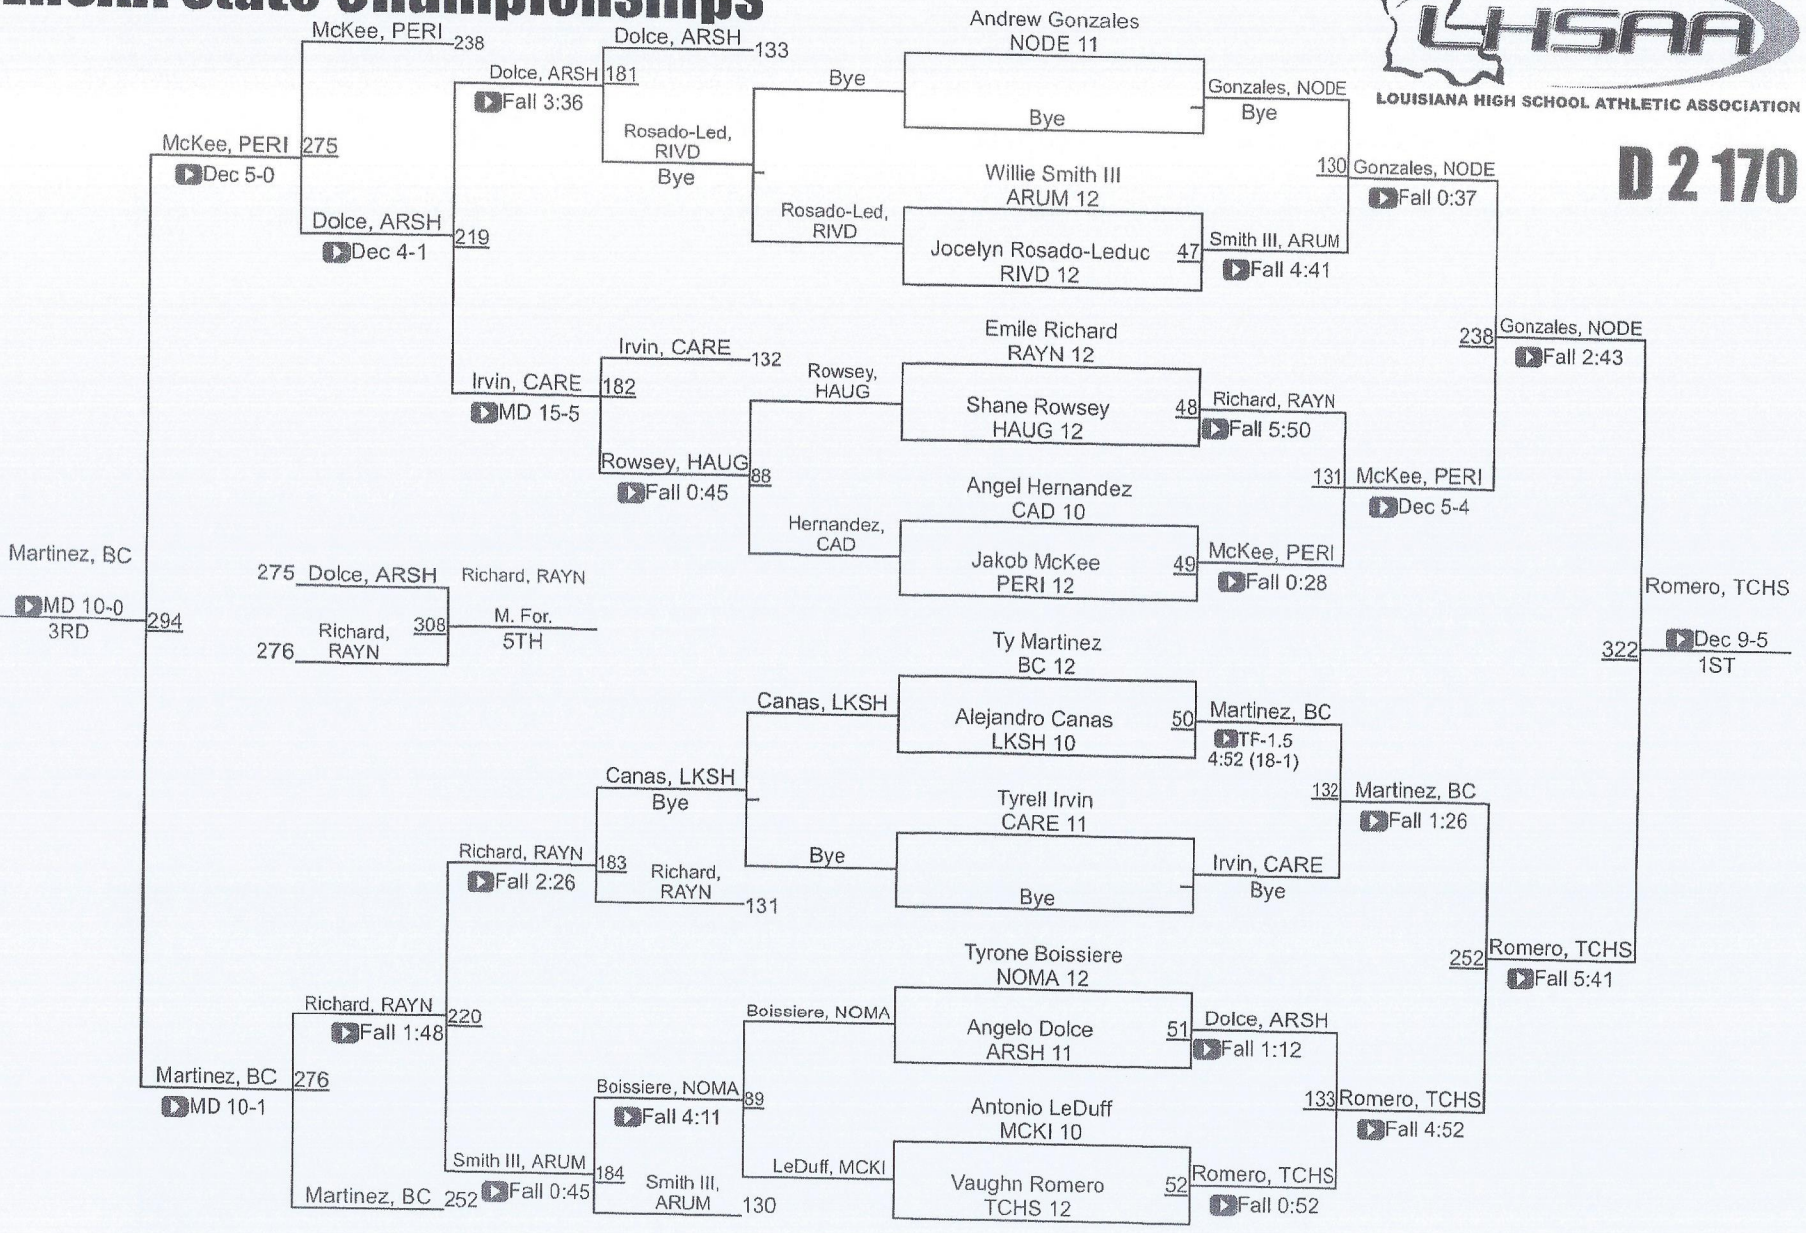 LHSAA State Championships
LHSAA
LOUISIANA HIGH SCHOOL ATHLETIC ASSOCIATION
D 2 170
McKee, PERI 238
McKee, PERI 275
Dec 5-0
Dolce, ARSH 219
Dec 4-1
Dolce, ARSH 181
Fall 3:36
Dolce, ARSH 133
Rosado-Led,
RIVD
Bye
Bye
Rosado-Led,
RIVD
Irvin, CARE 182
MD 15-5
Irvin, CARE 132
Rowsey, HAUG 88
Fall 0:45
Rowsey,
HAUG
Hernandez,
CAD
Martinez, BC
MD 10-0 294
3RD
275 Dolce, ARSH
276 Richard,
RAYN
308
Richard, RAYN
M. For.
5TH
Canas, LKSH
Bye
Canas, LKSH
Bye
Richard, RAYN 183
Fall 2:26
Richard,
RAYN 131
Richard, RAYN 220
Fall 1:48
Martinez, BC 276
MD 10-1
Martinez, BC 252
Smith III, ARUM 184
Fall 0:45
Smith III,
ARUM 130
Boissiere, NOMA 89
Fall 4:11
Boissiere, NOMA
LeDuff, MCKI
Andrew Gonzales
NODE 11
Bye
Gonzales, NODE
Bye
Willie Smith III
ARUM 12
Jocelyn Rosado-Leduc 47
RIVD 12
Smith III, ARUM
Fall 4:41
130 Gonzales, NODE
Fall 0:37
Emile Richard
RAYN 12
Shane Rowsey 48
HAUG 12
Richard, RAYN
Fall 5:50
Angel Hernandez
CAD 10
Jakob McKee 49
PERI 12
McKee, PERI
Fall 0:28
131 McKee, PERI
Dec 5-4
238 Gonzales, NODE
Fall 2:43
Ty Martinez
BC 12
Alejandro Canas 50
LKSH 10
Martinez, BC
TF-1.5
4:52 (18-1)
Tyrell Irvin
CARE 11
Bye
Irvin, CARE
Bye
132 Martinez, BC
Fall 1:26
Tyrone Boissiere
NOMA 12
Angelo Dolce 51
ARSH 11
Dolce, ARSH
Fall 1:12
Antonio LeDuff
MCKI 10
Vaughn Romero 52
TCHS 12
Romero, TCHS
Fall 0:52
133 Romero, TCHS
Fall 4:52
252 Romero, TCHS
Fall 5:41
Romero, TCHS
322 Dec 9-5
1ST